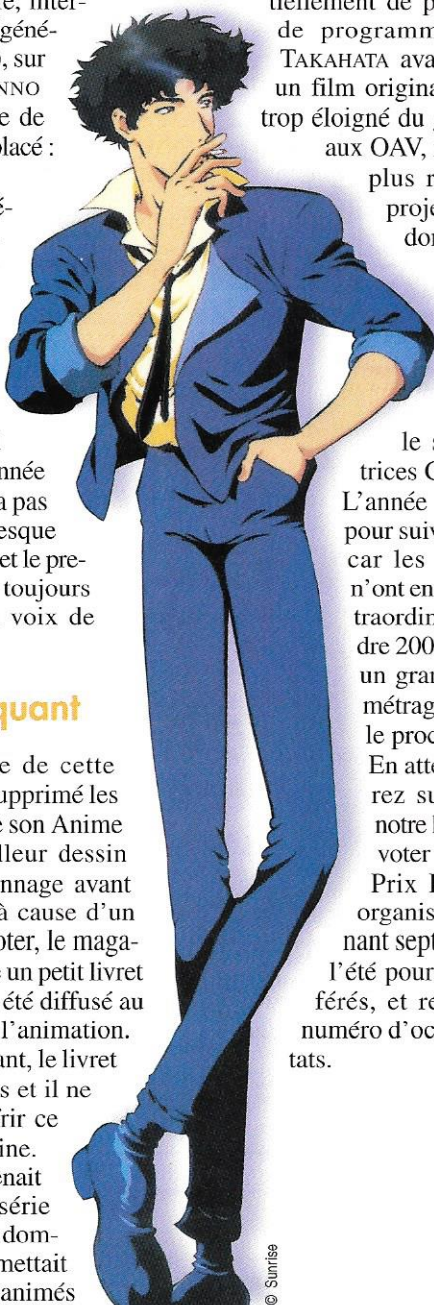 re, inter-
géné-
), sur
NNO
e de
placé :
é-
nnée
a pas
esque
et le pre-
toujours
voix de
quant
e de cette
upprimé les
e son Anime
lleur dessin
nnage avant
à cause d'un
oter, le maga-
e un petit livret
été diffusé au
l'animation.
ant, le livret
s et il ne
rir ce
ine.
enait
série
dom-
mettait
animés
tiellement de p
de programm
TAKAHATA ava
un film origina
trop éloigné du
aux OAV,
plus r
proje
don
le s
trices C
L'année
pour suiv
car les
n'ont en
traordin
dre 200
un gran
métrag
le proc
En atte
rez su
notre l
voter
Prix
organis
nant sept
l'été pour
férés, et re
numéro d'oc
tats.
© Sunrise